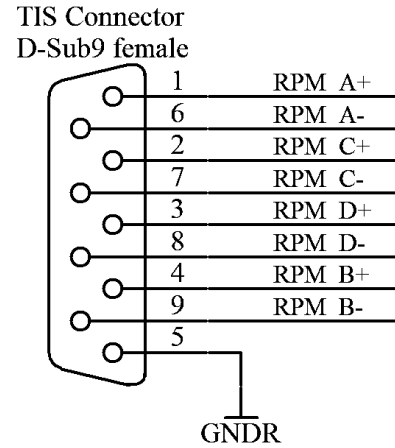 TIS Connector
D-Sub9 female
1 RPM A+
6 RPM A-
2 RPM C+
7 RPM C-
3 RPM D+
8 RPM D-
4 RPM B+
9 RPM B-
5
GNDR